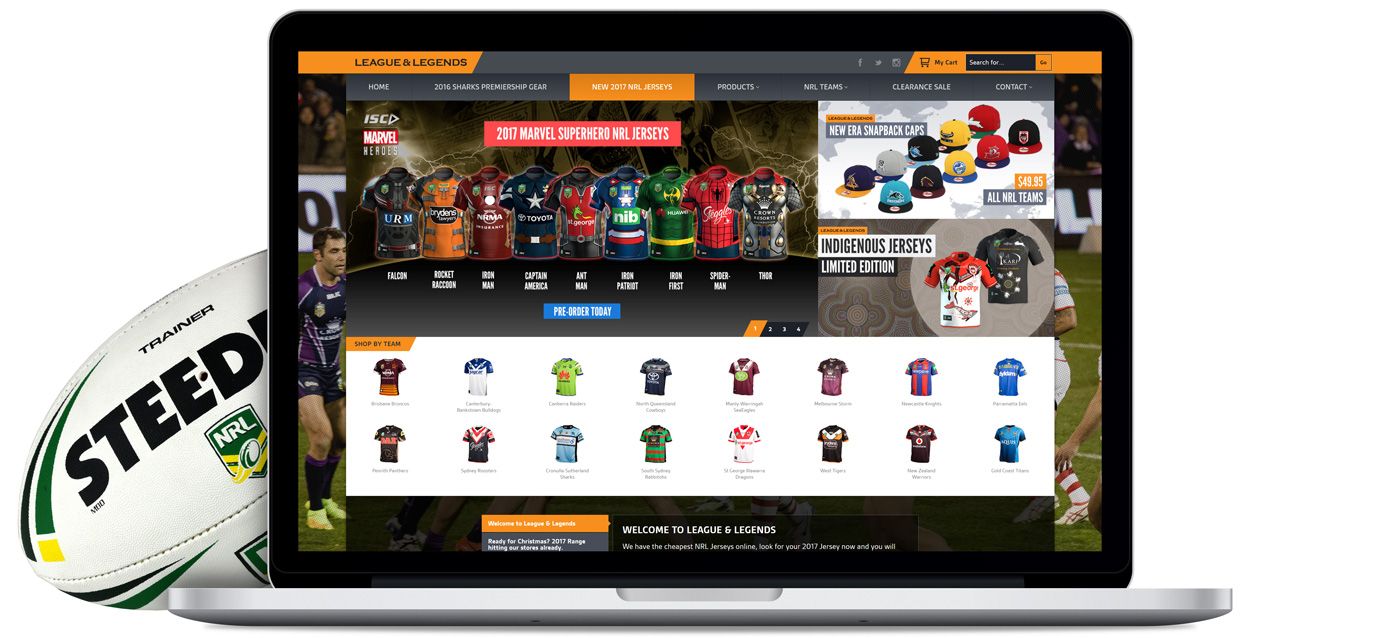 LEAGUE & LEGENDS
My Cart
Search for...
Go
HOME
2016 SHARKS PREMIERSHIP GEAR
NEW 2017 NRL JERSEYS
PRODUCTS
NRL TEAMS
CLEARANCE SALE
CONTACT
ISC
MARVEL
HEROES
2017 MARVEL SUPERHERO NRL JERSEYS
URM
brydens
Lawyers
ISC
NRMA
INSURANCE
TOYOTA
st.george
nib
HUAWEI
Steggles
CROWN
RESORTS
FALCON
ROCKET
RACCOON
IRON
MAN
CAPTAIN
AMERICA
ANT
MAN
IRON
PATRIOT
IRON
FIRST
SPIDER-
MAN
THOR
PRE-ORDER TODAY
1 2 3 4
LEAGUE & LEGENDS
NEW ERA SNAPBACK CAPS
$49.95
ALL NRL TEAMS
LEAGUE & LEGENDS
INDIGENOUS JERSEYS
LIMITED EDITION
st.george
SHOP BY TEAM
Brisbane Broncos
Canterbury-
Bankstown Bulldogs
Canberra Raiders
North Queensland
Cowboys
Manly Warringah
SeaEagles
Melbourne Storm
Newcastle Knights
Parramatta Eels
Penrith Panthers
Sydney Roosters
Cronulla Sutherland
Sharks
South Sydney
Rabbitohs
St George Illawarra
Dragons
West Tigers
New Zealand
Warriors
Gold Coast Titans
Welcome to League & Legends
Ready for Christmas? 2017 Range
hitting our stores already.
WELCOME TO LEAGUE & LEGENDS
We have the cheapest NRL Jerseys online, look for your 2017 Jersey now and you will
TRAINER
STEED
NRL
MOD